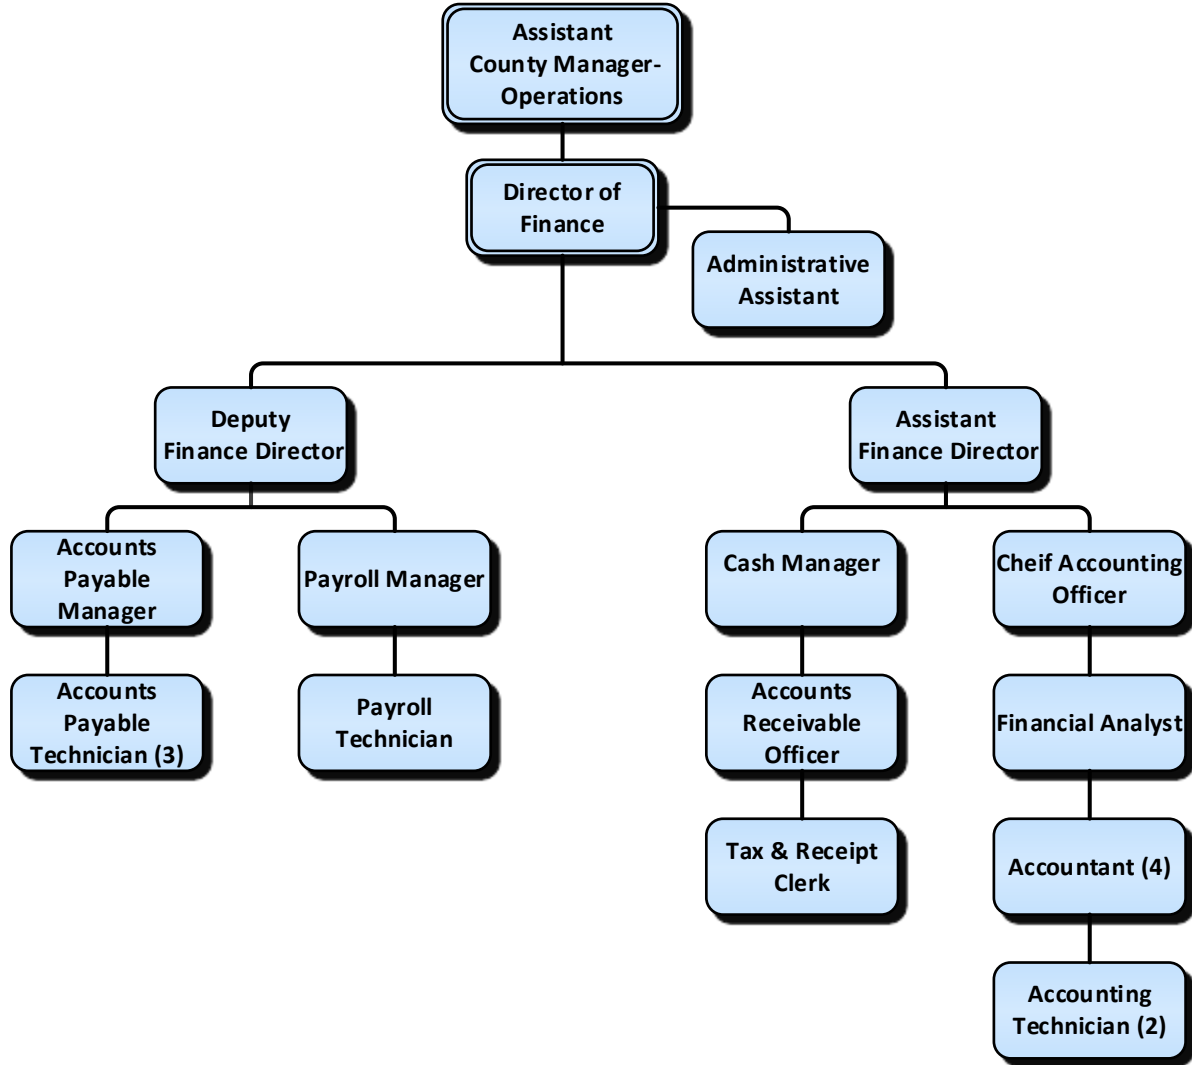 Assistant
County Manager-
Operations
Director of
Finance
Administrative
Assistant
Deputy
Finance Director
Assistant
Finance Director
Accounts
Payable
Manager
Payroll Manager
Cash Manager
Cheif Accounting
Officer
Accounts
Payable
Technician (3)
Payroll
Technician
Accounts
Receivable
Officer
Financial Analyst
Tax & Receipt
Clerk
Accountant (4)
Accounting
Technician (2)